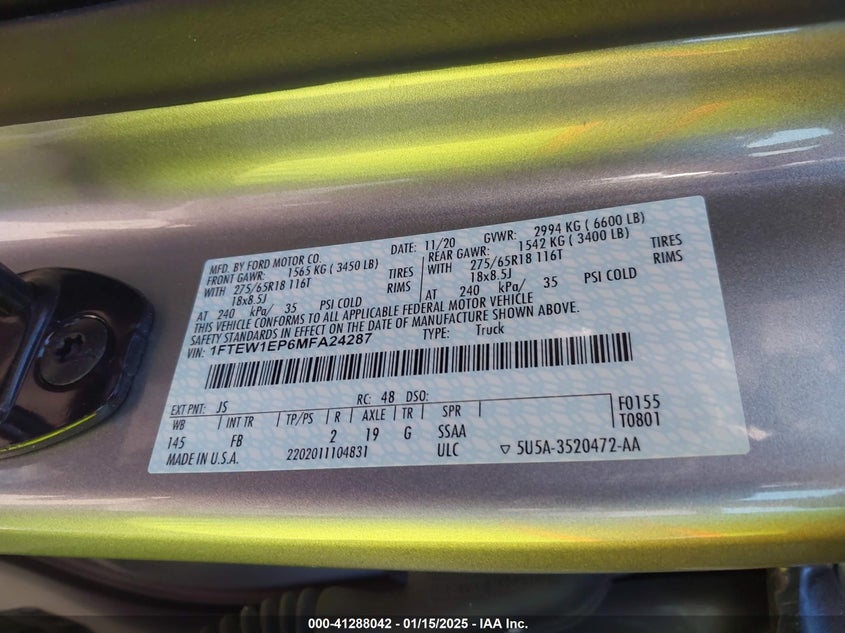 MFD. BY FORD MOTOR CO.
DATE: 11/20 GVWR: 2994 KG ( 6600 LB)
FRONT GAWR: 1565 KG ( 3450 LB)
REAR GAWR: 1542 KG ( 3400 LB)
WITH 275/65R18 116T TIRES
WITH 275/65R18 116T TIRES
18x8.5J RIMS
18x8.5J RIMS
AT 240 kPa/ 35 PSI COLD
AT 240 kPa/ 35 PSI COLD
THIS VEHICLE CONFORMS TO ALL APPLICABLE FEDERAL MOTOR VEHICLE
SAFETY STANDARDS IN EFFECT ON THE DATE OF MANUFACTURE SHOWN ABOVE.
VIN: 1FTEW1EP6MFA24287 TYPE: Truck
EXT PNT: JS RC: 48 DSO: F0155
WB INT TR TP/PS R AXLE TR SPR T0801
145 FB 2 19 G SSAA
MADE IN U.S.A. 2202011104831 ULC ▽ 5U5A-3520472-AA
000-41288042 - 01/15/2025 - IAA Inc.